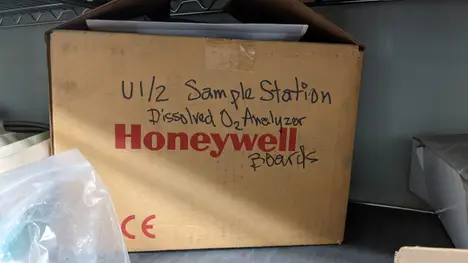 U1/2 Sample Station
Dissolved O2 Analyzer
Honeywell
Boards
CE